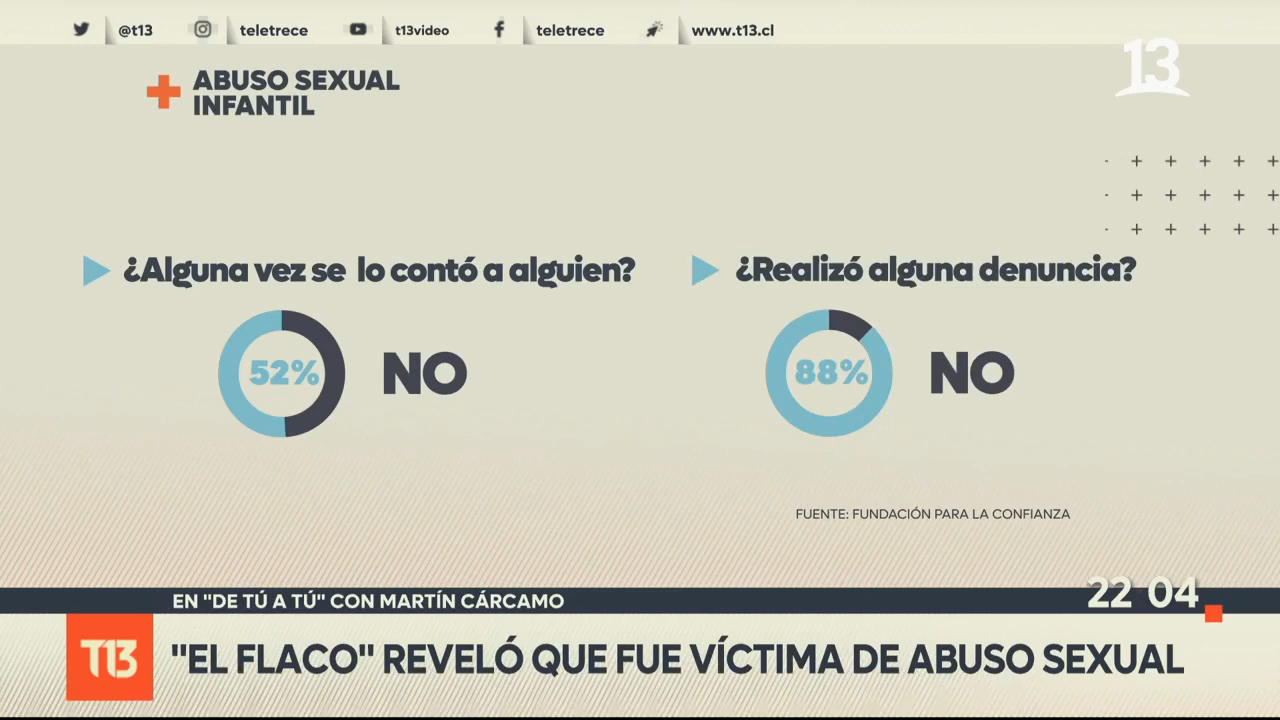 @t13
teletrece
t13video
teletrece
www.t13.cl
13
ABUSO SEXUAL
INFANTIL
¿Alguna vez se lo contó a alguien?
52%
NO
¿Realizó alguna denuncia?
88%
NO
FUENTE: FUNDACIÓN PARA LA CONFIANZA
EN "DE TÚ A TÚ" CON MARTÍN CÁRCAMO
22 04
T13
"EL FLACO" REVELÓ QUE FUE VÍCTIMA DE ABUSO SEXUAL